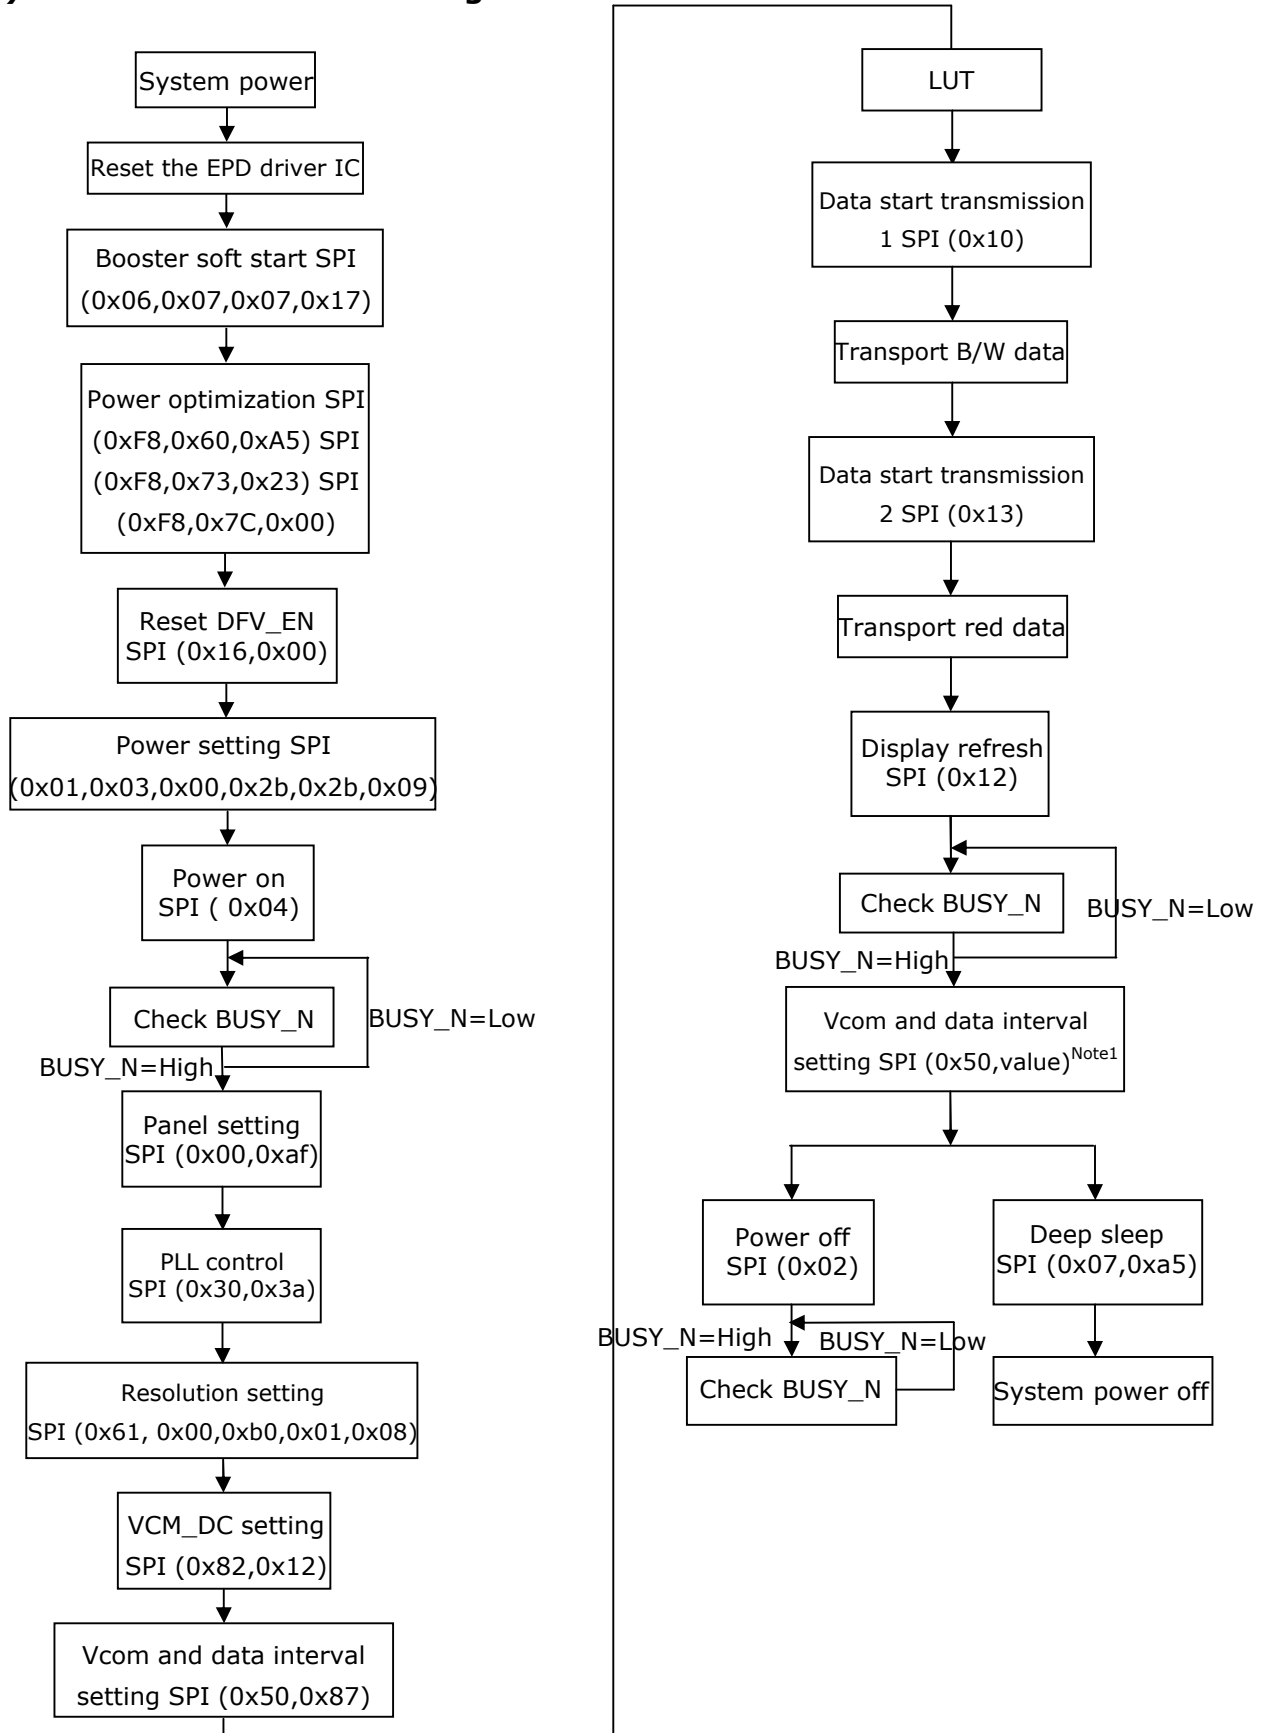 System power
Reset the EPD driver IC
Booster soft start SPI
(0x06,0x07,0x07,0x17)
Power optimization SPI
(0xF8,0x60,0xA5) SPI
(0xF8,0x73,0x23) SPI
(0xF8,0x7C,0x00)
Reset DFV_EN
SPI (0x16,0x00)
Power setting SPI
(0x01,0x03,0x00,0x2b,0x2b,0x09)
Power on
SPI ( 0x04)
Check BUSY_N
BUSY_N=Low
BUSY_N=High
Panel setting
SPI (0x00,0xaf)
PLL control
SPI (0x30,0x3a)
Resolution setting
SPI (0x61, 0x00,0xb0,0x01,0x08)
VCM_DC setting
SPI (0x82,0x12)
Vcom and data interval
setting SPI (0x50,0x87)
LUT
Data start transmission
1 SPI (0x10)
Transport B/W data
Data start transmission
2 SPI (0x13)
Transport red data
Display refresh
SPI (0x12)
Check BUSY_N
BUSY_N=Low
BUSY_N=High
Vcom and data interval
setting SPI (0x50,value)Note1
Power off
SPI (0x02)
BUSY_N=High
BUSY_N=Low
Check BUSY_N
Deep sleep
SPI (0x07,0xa5)
System power off